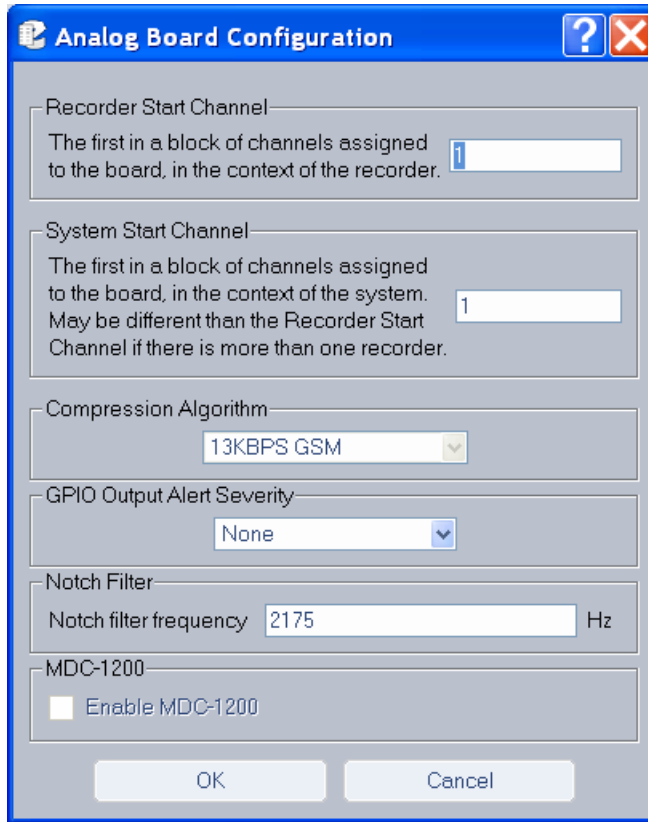 Analog Board Configuration
Recorder Start Channel
The first in a block of channels assigned
to the board, in the context of the recorder.
1
System Start Channel
The first in a block of channels assigned
to the board, in the context of the system.
May be different than the Recorder Start
Channel if there is more than one recorder.
1
Compression Algorithm
13KBPS GSM
GPIO Output Alert Severity
None
Notch Filter
Notch filter frequency 2175 Hz
MDC-1200
Enable MDC-1200
OK Cancel